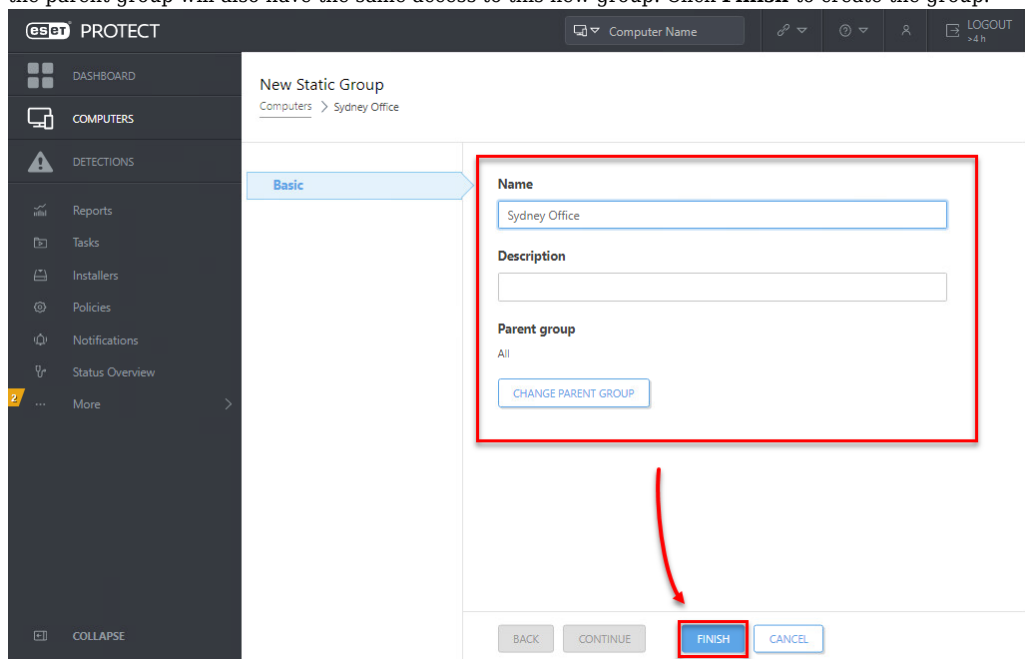 the parent group will also have the same access to this new group. Click Finish to create the group.
eset PROTECT
Computer Name
LOGOUT
>4 h
DASHBOARD
COMPUTERS
DETECTIONS
Reports
Tasks
Installers
Policies
Notifications
Status Overview
2
... More >
COLLAPSE
New Static Group
Computers > Sydney Office
Basic
Name
Sydney Office
Description
Parent group
All
CHANGE PARENT GROUP
BACK CONTINUE FINISH CANCEL